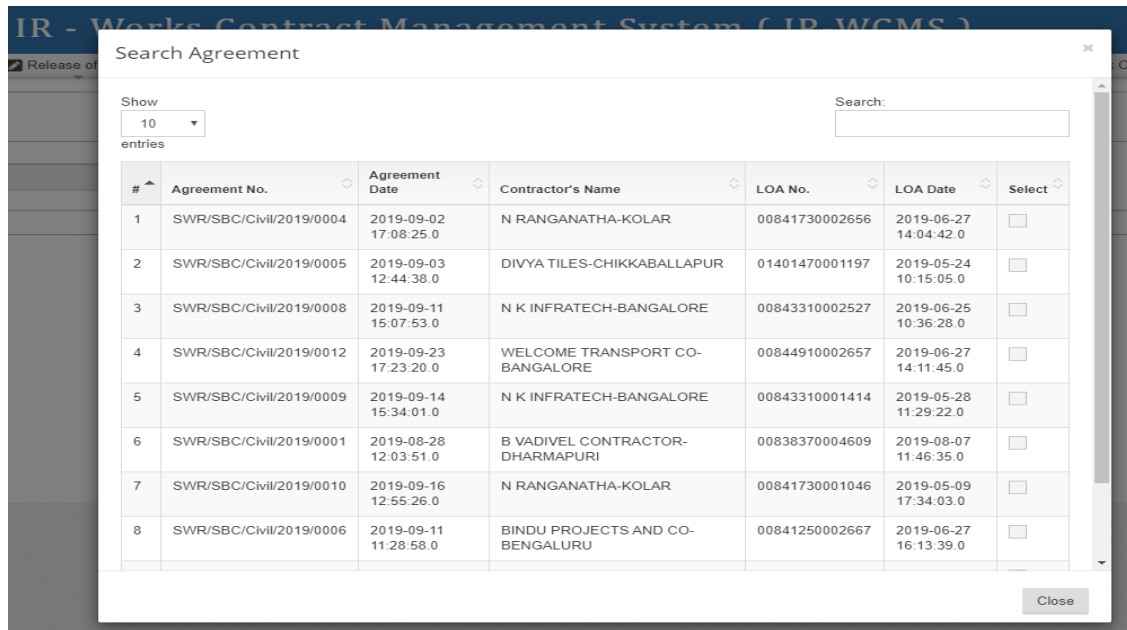 IR - Works Contract Management System ( IR-WCMS )
Release of
Search Agreement
×
Show
10
entries
Search:
# Agreement No. Agreement Date Contractor's Name LOA No. LOA Date Select
1 SWR/SBC/Civil/2019/0004 2019-09-02 N RANGANATHA-KOLAR 00841730002656 2019-06-27
17:08:25.0 14:04:42.0
2 SWR/SBC/Civil/2019/0005 2019-09-03 DIVYA TILES-CHIKKABALLAPUR 01401470001197 2019-05-24
12:44:38.0 10:15:05.0
3 SWR/SBC/Civil/2019/0008 2019-09-11 N K INFRATECH-BANGALORE 00843310002527 2019-06-25
15:07:53.0 10:36:28.0
4 SWR/SBC/Civil/2019/0012 2019-09-23 WELCOME TRANSPORT CO- 00844910002657 2019-06-27
17:23:20.0 BANGALORE 14:11:45.0
5 SWR/SBC/Civil/2019/0009 2019-09-14 N K INFRATECH-BANGALORE 00843310001414 2019-05-28
15:34:01.0 11:29:22.0
6 SWR/SBC/Civil/2019/0001 2019-08-28 B VADIVEL CONTRACTOR- 00838370004609 2019-08-07
12:03:51.0 DHARMAPURI 11:46:35.0
7 SWR/SBC/Civil/2019/0010 2019-09-16 N RANGANATHA-KOLAR 00841730001046 2019-05-09
12:55:26.0 17:34:03.0
8 SWR/SBC/Civil/2019/0006 2019-09-11 BINDU PROJECTS AND CO- 00841250002667 2019-06-27
11:28:58.0 BENGALURU 16:13:39.0
Close